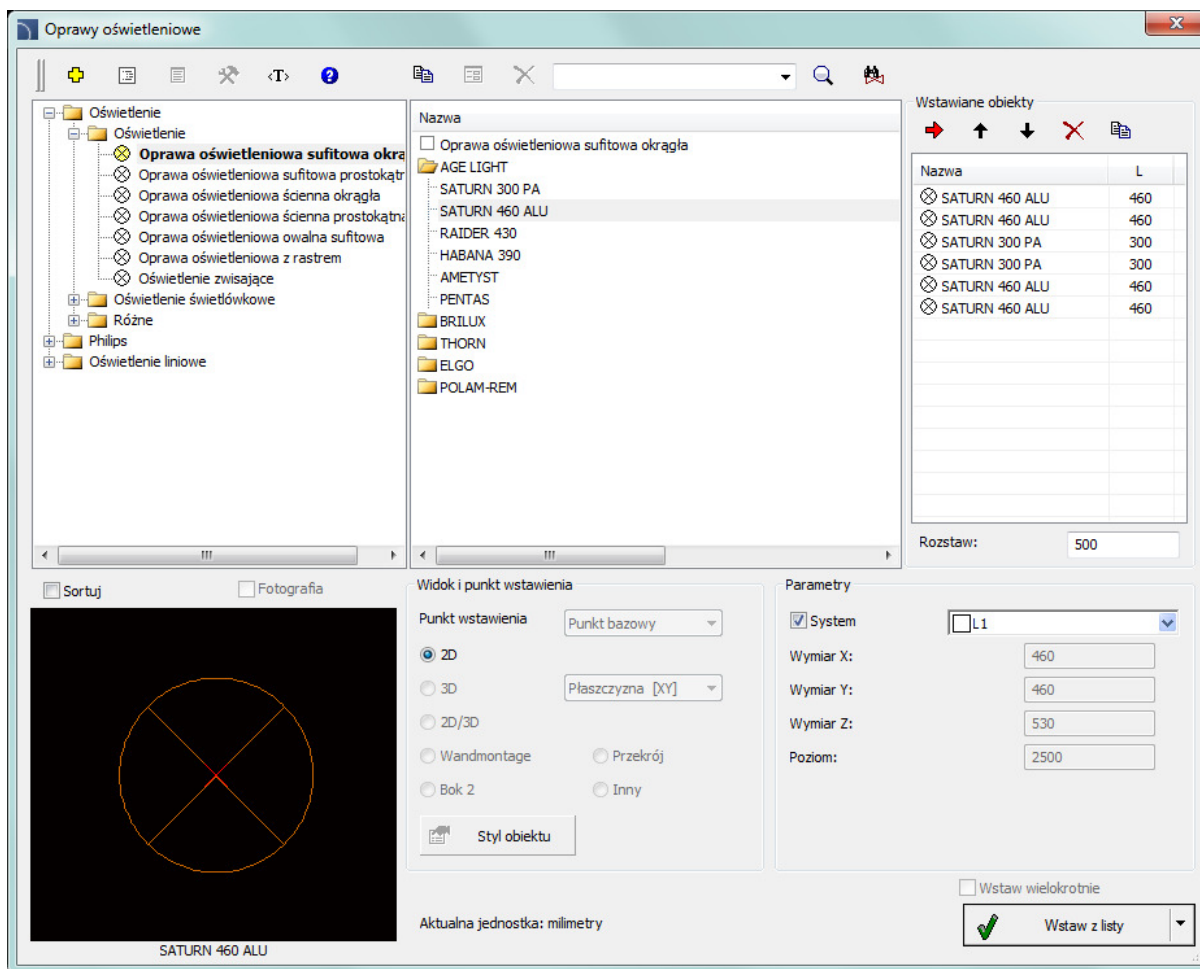 Oprawy oświetleniowe
<T>
Oświetlenie
Oświetlenie
Oprawa oświetleniowa sufitowa okrą
Oprawa oświetleniowa sufitowa prostokątr
Oprawa oświetleniowa ścienna okrągła
Oprawa oświetleniowa ścienna prostokątna
Oprawa oświetleniowa owalna sufitowa
Oprawa oświetleniowa z rastrem
Oświetlenie zwisające
Oświetlenie świetlówkowe
Różne
Philips
Oświetlenie liniowe
Nazwa
Oprawa oświetleniowa sufitowa okrągła
AGE LIGHT
SATURN 300 PA
SATURN 460 ALU
RAIDER 430
HABANA 390
AMETYST
PENTAS
BRILUX
THORN
ELGO
POLAM-REM
Wstawiane obiekty
Nazwa L
SATURN 460 ALU 460
SATURN 460 ALU 460
SATURN 300 PA 300
SATURN 300 PA 300
SATURN 460 ALU 460
SATURN 460 ALU 460
Rozstaw: 500
Sortuj Fotografia
SATURN 460 ALU
Widok i punkt wstawienia
Punkt wstawienia Punkt bazowy
2D
3D Płaszczyzna [XY]
2D/3D
Wandmontage Przekrój
Bok 2 Inny
Styl obiektu
Aktualna jednostka: milimetry
Parametry
System L1
Wymiar X: 460
Wymiar Y: 460
Wymiar Z: 530
Poziom: 2500
Wstaw wielokrotnie
Wstaw z listy